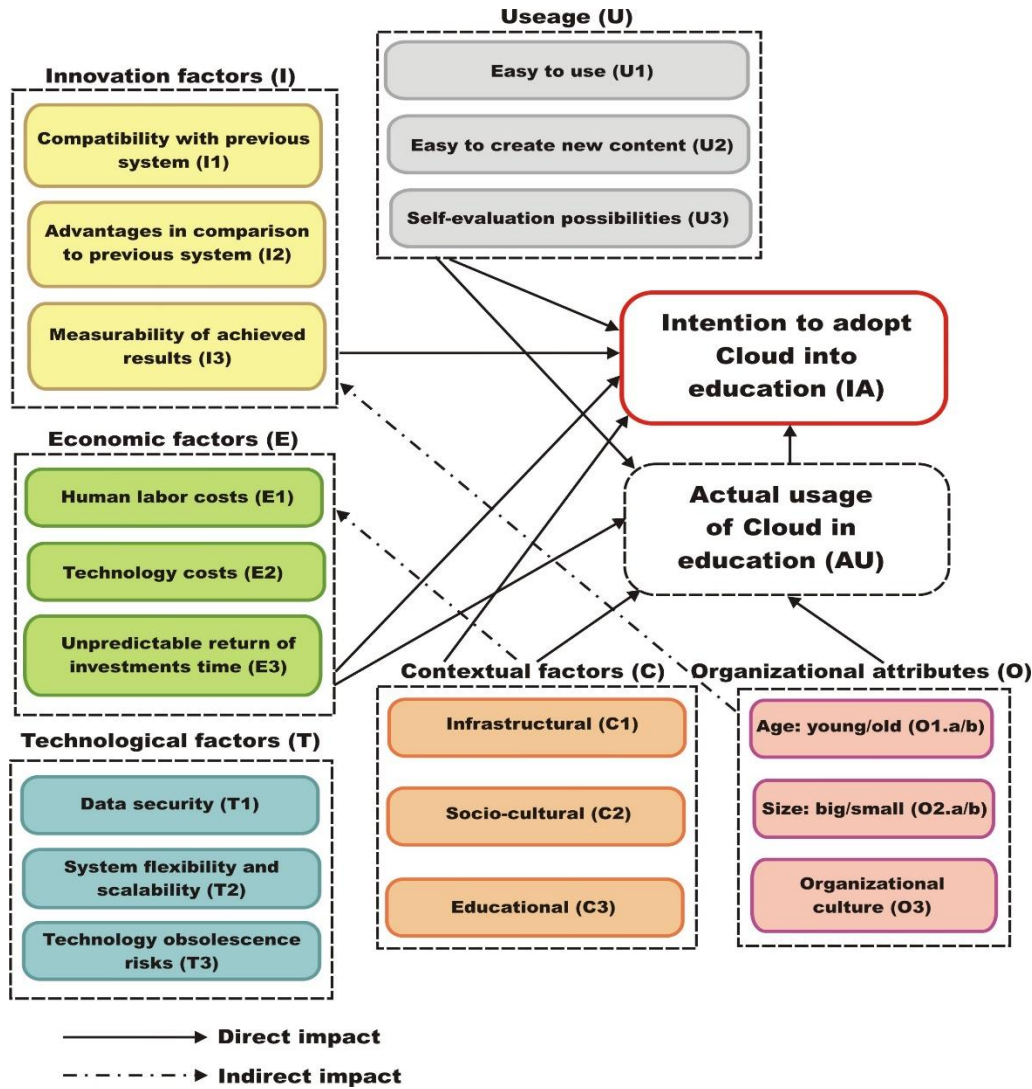 Useage (U)
Easy to use (U1)
Easy to create new content (U2)
Self-evaluation possibilities (U3)
Innovation factors (I)
Compatibility with previous
system (I1)
Advantages in comparison
to previous system (I2)
Measurability of achieved
results (I3)
Intention to adopt
Cloud into
education (IA)
Economic factors (E)
Human labor costs (E1)
Technology costs (E2)
Unpredictable return of
investments time (E3)
Actual usage
of Cloud in
education (AU)
Technological factors (T)
Data security (T1)
System flexibility and
scalability (T2)
Technology obsolescence
risks (T3)
Contextual factors (C)
Infrastructural (C1)
Socio-cultural (C2)
Educational (C3)
Organizational attributes (O)
Age: young/old (O1.a/b)
Size: big/small (O2.a/b)
Organizational
culture (O3)
Direct impact
Indirect impact